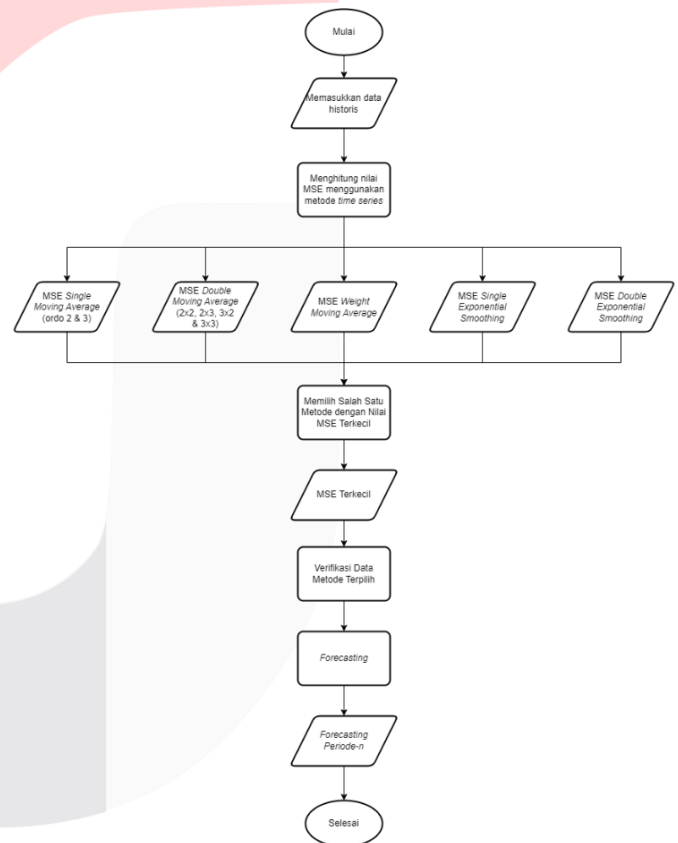 Mulai
Memasukkan data
historis
Menghitung nilai
MSE menggunakan
metode time series
MSE Single
Moving Average
(ordo 2 & 3)
MSE Double
Moving Average
(2x2, 2x3, 3x2
& 3x3)
MSE Weight
Moving Average
MSE Single
Exponential
Smoothing
MSE Double
Exponential
Smoothing
Memilih Salah Satu
Metode dengan Nilai
MSE Terkecil
MSE Terkecil
Verifikasi Data
Metode Terpilih
Forecasting
Forecasting
Periode-n
Selesai